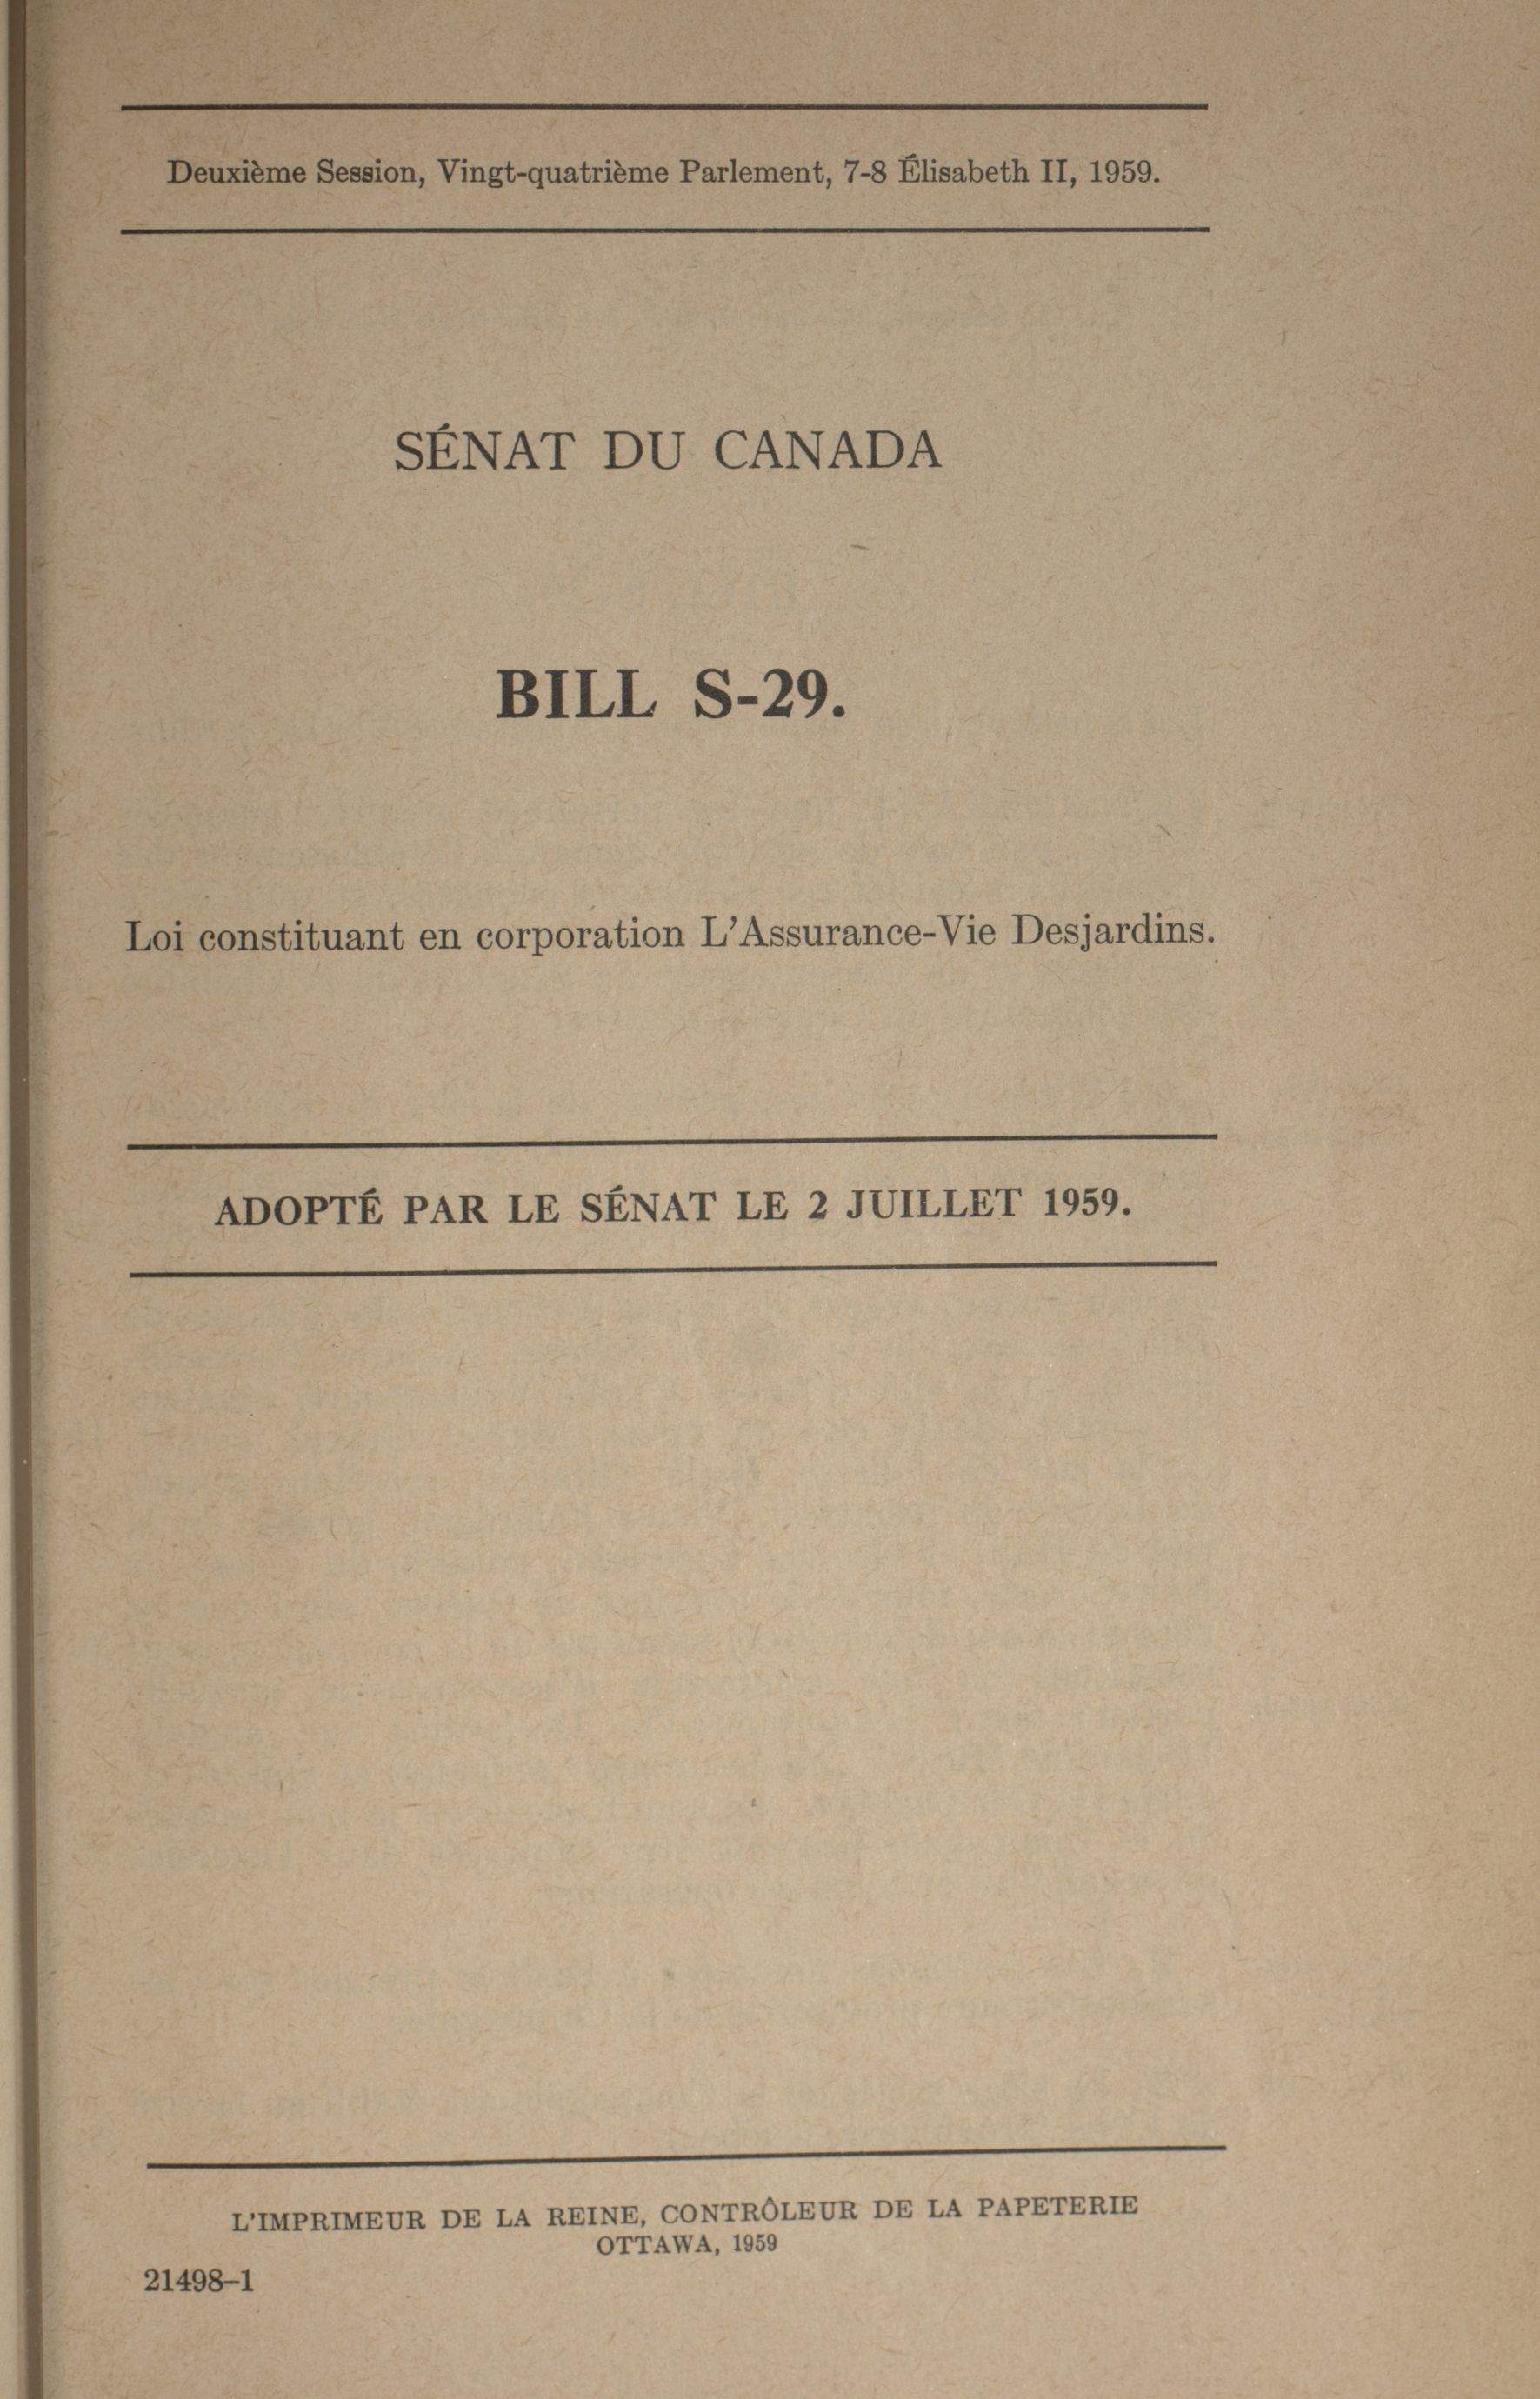 Deuxième Session, Vingt-quatrième Parlement, 7-8 Élisabeth II, 1959.
SÉNAT DU CANADA
BILL S-29.
Loi constituant en corporation L'Assurance-Vie Desjardins.
ADOPTÉ PAR LE SÉNAT LE 2 JUILLET 1959.
L'IMPRIMEUR DE LA REINE, CONTRÔLEUR DE LA PAPETERIE
OTTAWA, 1959
21498–1